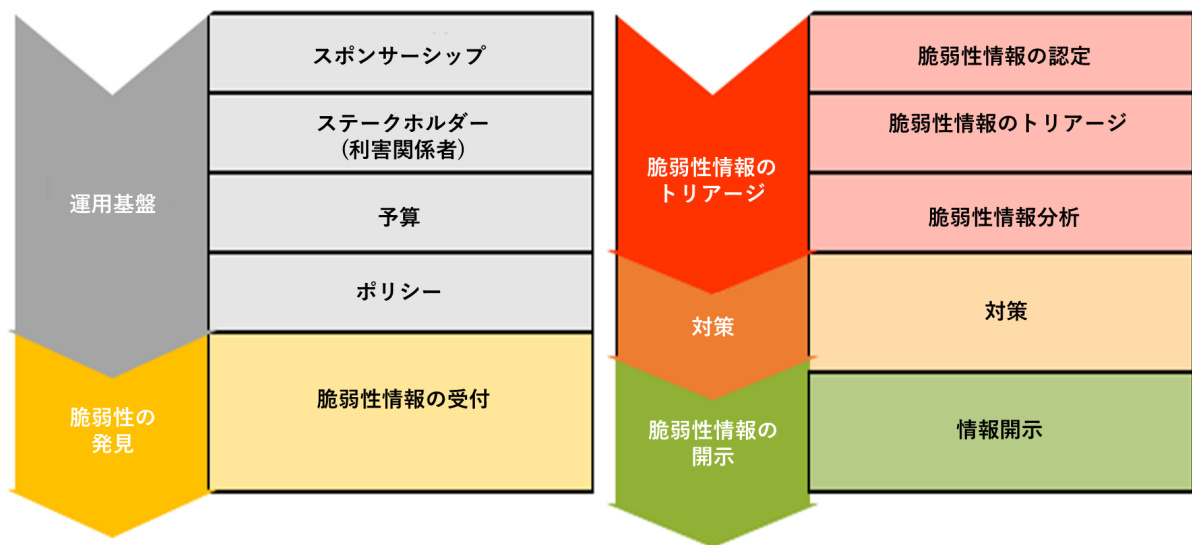 運用基盤
スポンサーシップ
ステークホルダー
(利害関係者)
予算
ポリシー
脆弱性の
発見
脆弱性情報の受付
脆弱性情報の
トリアージ
脆弱性情報の認定
脆弱性情報のトリアージ
脆弱性情報分析
対策
対策
脆弱性情報の
開示
情報開示